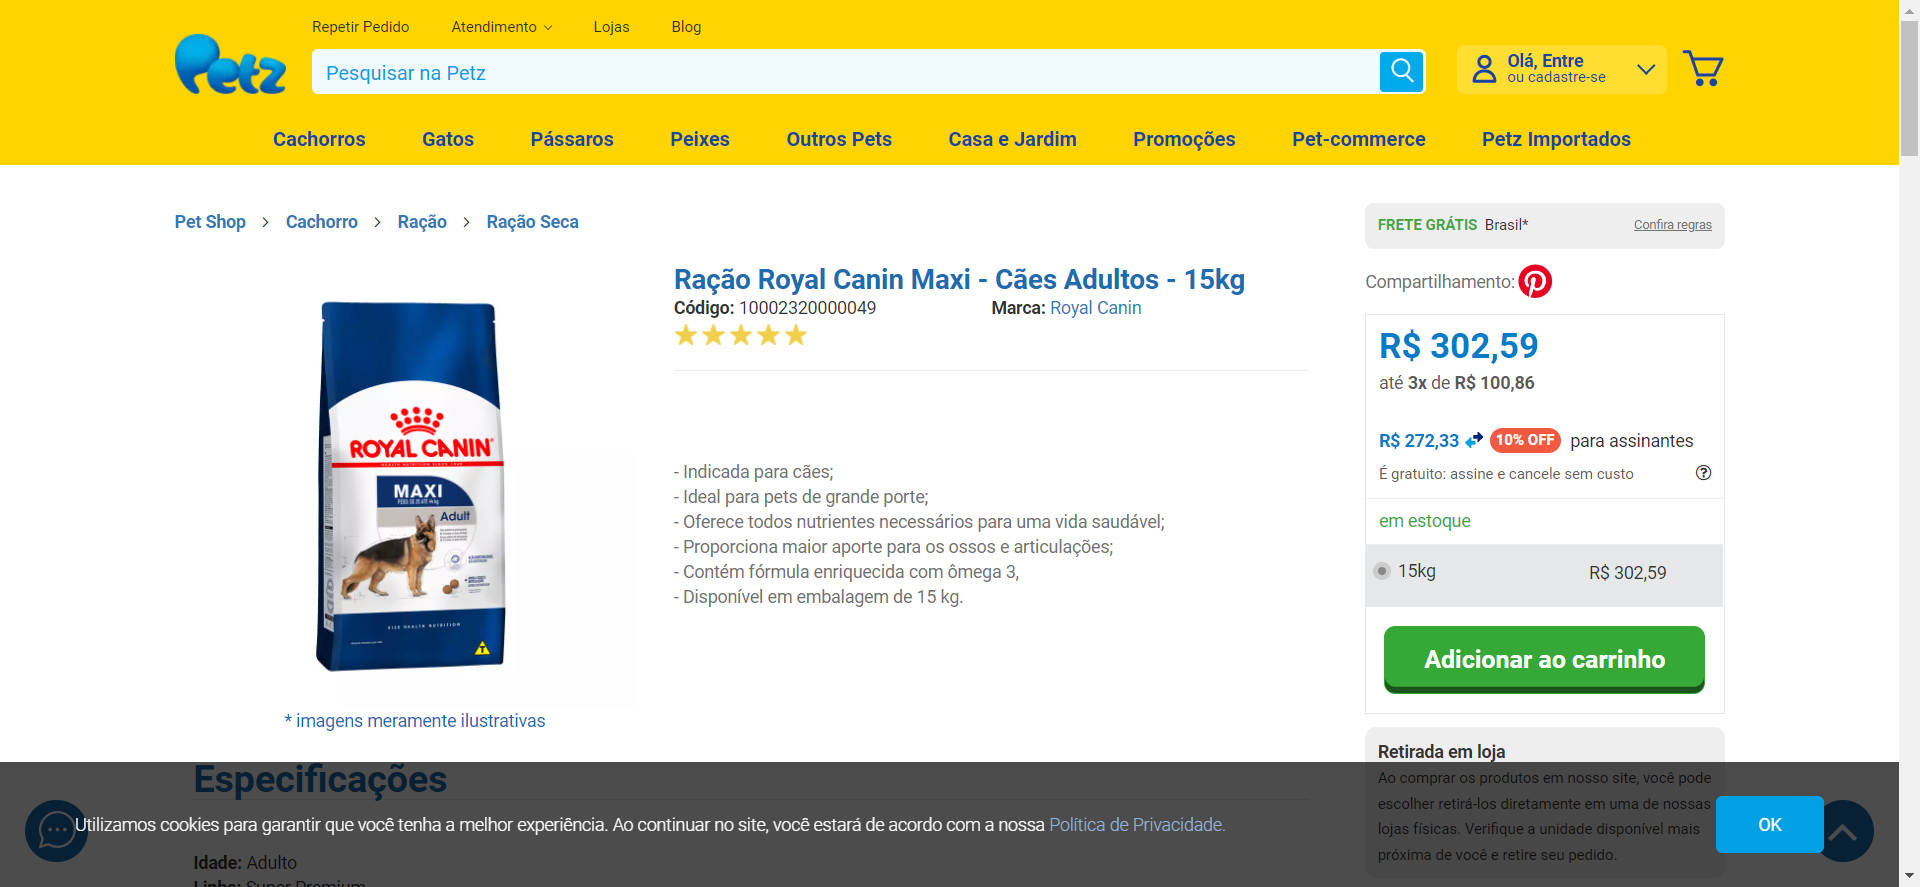 Repetir Pedido
Atendimento
Lojas
Blog
Petz
Pesquisar na Petz
Olá, Entre
ou cadastre-se
Cachorros
Gatos
Pássaros
Peixes
Outros Pets
Casa e Jardim
Promoções
Pet-commerce
Petz Importados
Pet Shop
Cachorro
Ração
Ração Seca
ROYAL CANIN
HEALTH NUTRITION SINCE 1968
MAXI
Adult
SIZE HEALTH NUTRITION
T
* imagens meramente ilustrativas
Ração Royal Canin Maxi - Cães Adultos - 15kg
Código: 10002320000049
Marca: Royal Canin
- Indicada para cães;
- Ideal para pets de grande porte;
- Oferece todos nutrientes necessários para uma vida saudável;
- Proporciona maior aporte para os ossos e articulações;
- Contém fórmula enriquecida com ômega 3,
- Disponível em embalagem de 15 kg.
FRETE GRÁTIS Brasil*
Confira regras
Compartilhamento:
R$ 302,59
até 3x de R$ 100,86
R$ 272,33 10% OFF para assinantes
É gratuito: assine e cancele sem custo
em estoque
15kg
R$ 302,59
Adicionar ao carrinho
Retirada em loja
Ao comprar os produtos em nosso site, você pode
escolher retirá-los diretamente em uma de nossas
lojas físicas. Verifique a unidade disponível mais
próxima de você e retire seu pedido.
Especificações
Utilizamos cookies para garantir que você tenha a melhor experiência. Ao continuar no site, você estará de acordo com a nossa Política de Privacidade.
OK
Idade: Adulto
Linha: Super Premium